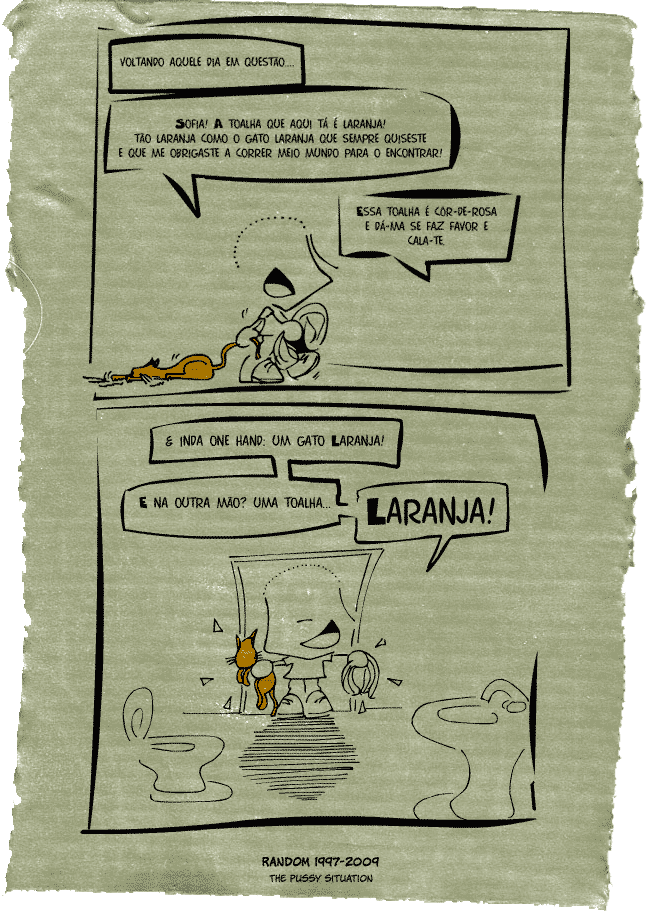 VOLTANDO AQUELE DIA EM QUESTÃO....
SOFIA! A TOALHA QUE AQUI TÁ É LARANJA!
TÃO LARANJA COMO O GATO LARANJA QUE SEMPRE QUISESTE
E QUE ME OBRIGASTE A CORRER MEIO MUNDO PARA O ENCONTRAR!
ESSA TOALHA É CÔR-DE-ROSA
E DÁ-MA SE FAZ FAVOR E
CALA-TE.
& INDA ONE HAND: UM GATO LARANJA!
E NA OUTRA MÃO? UMA TOALHA...
LARANJA!
RANDOM 1997-2009
THE PUSSY SITUATION